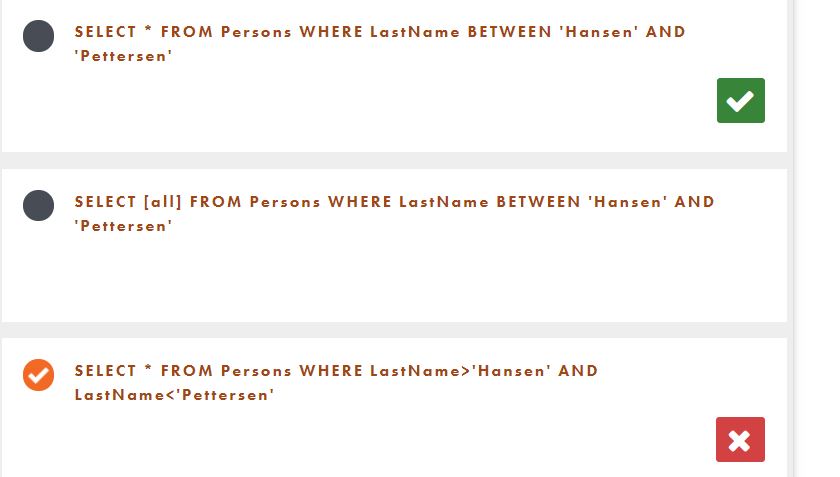 SELECT * FROM Persons WHERE LastName BETWEEN 'Hansen' AND
'Pettersen'
SELECT [all] FROM Persons WHERE LastName BETWEEN 'Hansen' AND
'Pettersen'
SELECT * FROM Persons WHERE LastName>'Hansen' AND
LastName<'Pettersen'